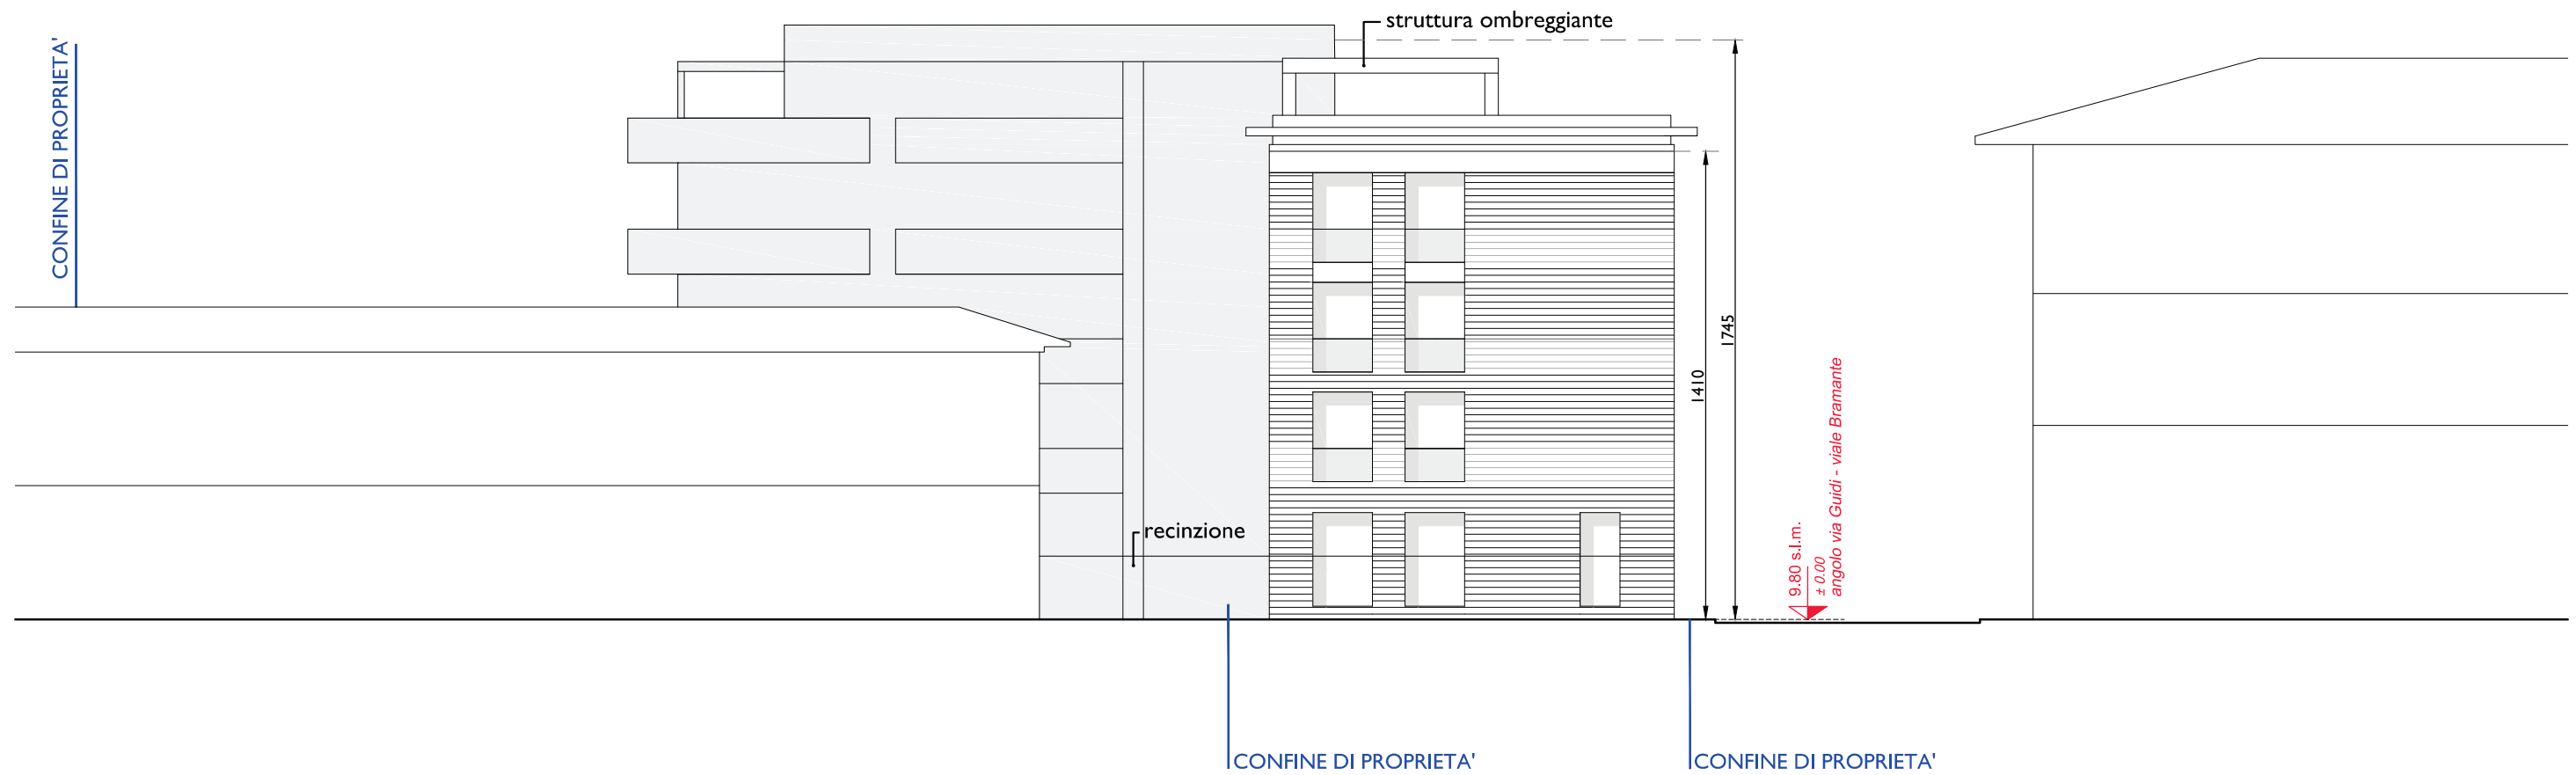 struttura ombreggiante
CONFINE DI PROPRIETA'
1745
1410
recinzione
9.80 s.l.m.
± 0.00
angolo via Guidi - viale Bramante
CONFINE DI PROPRIETA'
CONFINE DI PROPRIETA'